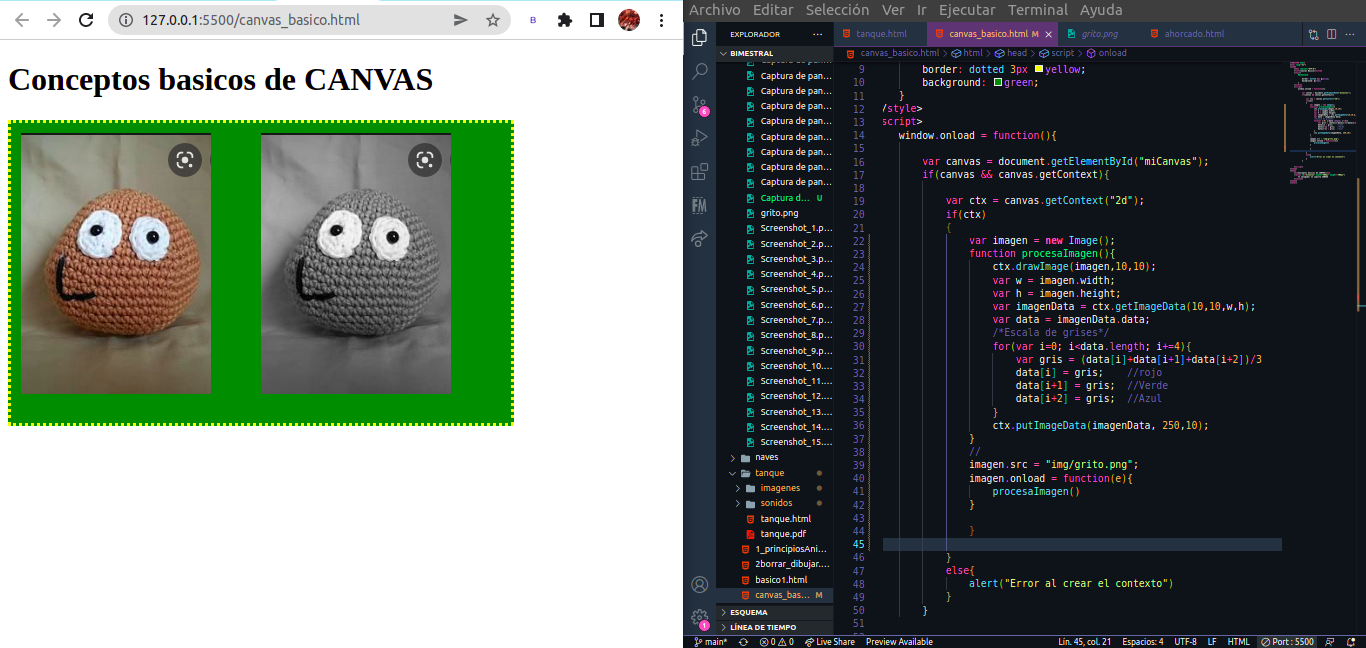 127.0.0.1:5500/canvas_basico.html
B
Conceptos basicos de CANVAS
Archivo Editar Selección Ver Ir Ejecutar Terminal Ayuda
EXPLORADOR ...
tanque.html
canvas_basico.html M
grito.png
ahorcado.html
BIMESTRAL
canvas_basico.html > html > head > script > onload
Captura de pan...
Captura de pan...
Captura de pan...
Captura de pan...
Captura de pan...
Captura de pan...
Captura de pan...
Captura de pan...
Captura d... U
grito.png
Screenshot_1.p...
Screenshot_2.p...
Screenshot_3.p...
Screenshot_4.p...
Screenshot_5.p...
Screenshot_6.p...
Screenshot_7.p...
Screenshot_8.p...
Screenshot_9.p...
Screenshot_10....
Screenshot_11....
Screenshot_12....
Screenshot_13....
Screenshot_14....
Screenshot_15....
naves
tanque
imagenes
sonidos
tanque.html
tanque.pdf
1_principiosAni...
2borrar_dibujar....
basico1.html
canvas_bas... M
ESQUEMA
LÍNEA DE TIEMPO
6
FM
1
9 border: dotted 3px yellow;
10 background: green;
11 }
12 /style>
13 script>
14 window.onload = function(){
15
16 var canvas = document.getElementById("miCanvas");
17 if(canvas && canvas.getContext){
18
19 var ctx = canvas.getContext("2d");
20 if(ctx)
21 {
22 var imagen = new Image();
23 function procesaImagen(){
24 ctx.drawImage(imagen,10,10);
25 var w = imagen.width;
26 var h = imagen.height;
27 var imagenData = ctx.getImageData(10,10,w,h);
28 var data = imagenData.data;
29 /*Escala de grises*/
30 for(var i=0; i<data.length; i+=4){
31 var gris = (data[i]+data[i+1]+data[i+2])/3
32 data[i] = gris; //rojo
33 data[i+1] = gris; //Verde
34 data[i+2] = gris; //Azul
35 }
36 ctx.putImageData(imagenData, 250,10);
37 }
38 //
39 imagen.src = "img/grito.png";
40 imagen.onload = function(e){
41 procesaImagen()
42 }
43
44 }
45
46 }
47 else{
48 alert("Error al crear el contexto")
49 }
50 }
51
main* 0 0 Live Share Preview Available Lín. 45, col. 21 Espacios: 4 UTF-8 LF HTML Port : 5500